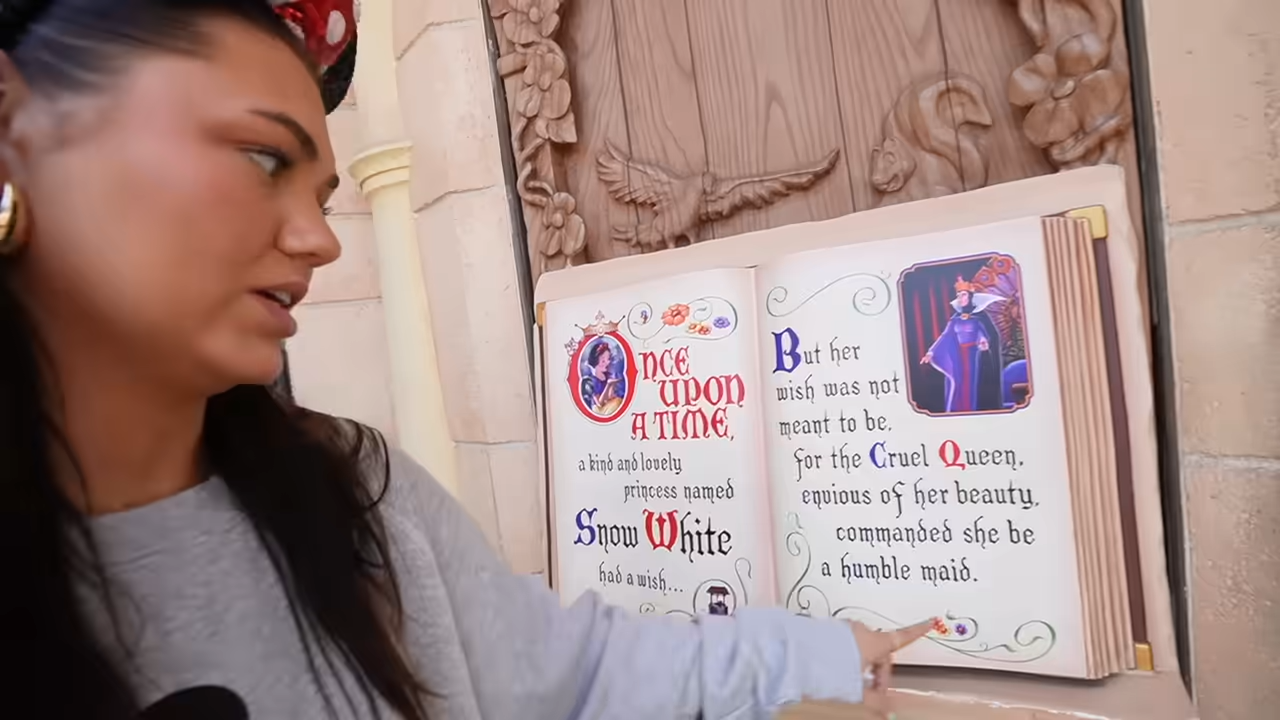 Once
upon
a time,
a kind and lovely
princess named
Snow White
had a wish...
But her
wish was not
meant to be,
for the Cruel Queen,
envious of her beauty,
commanded she be
a humble maid.